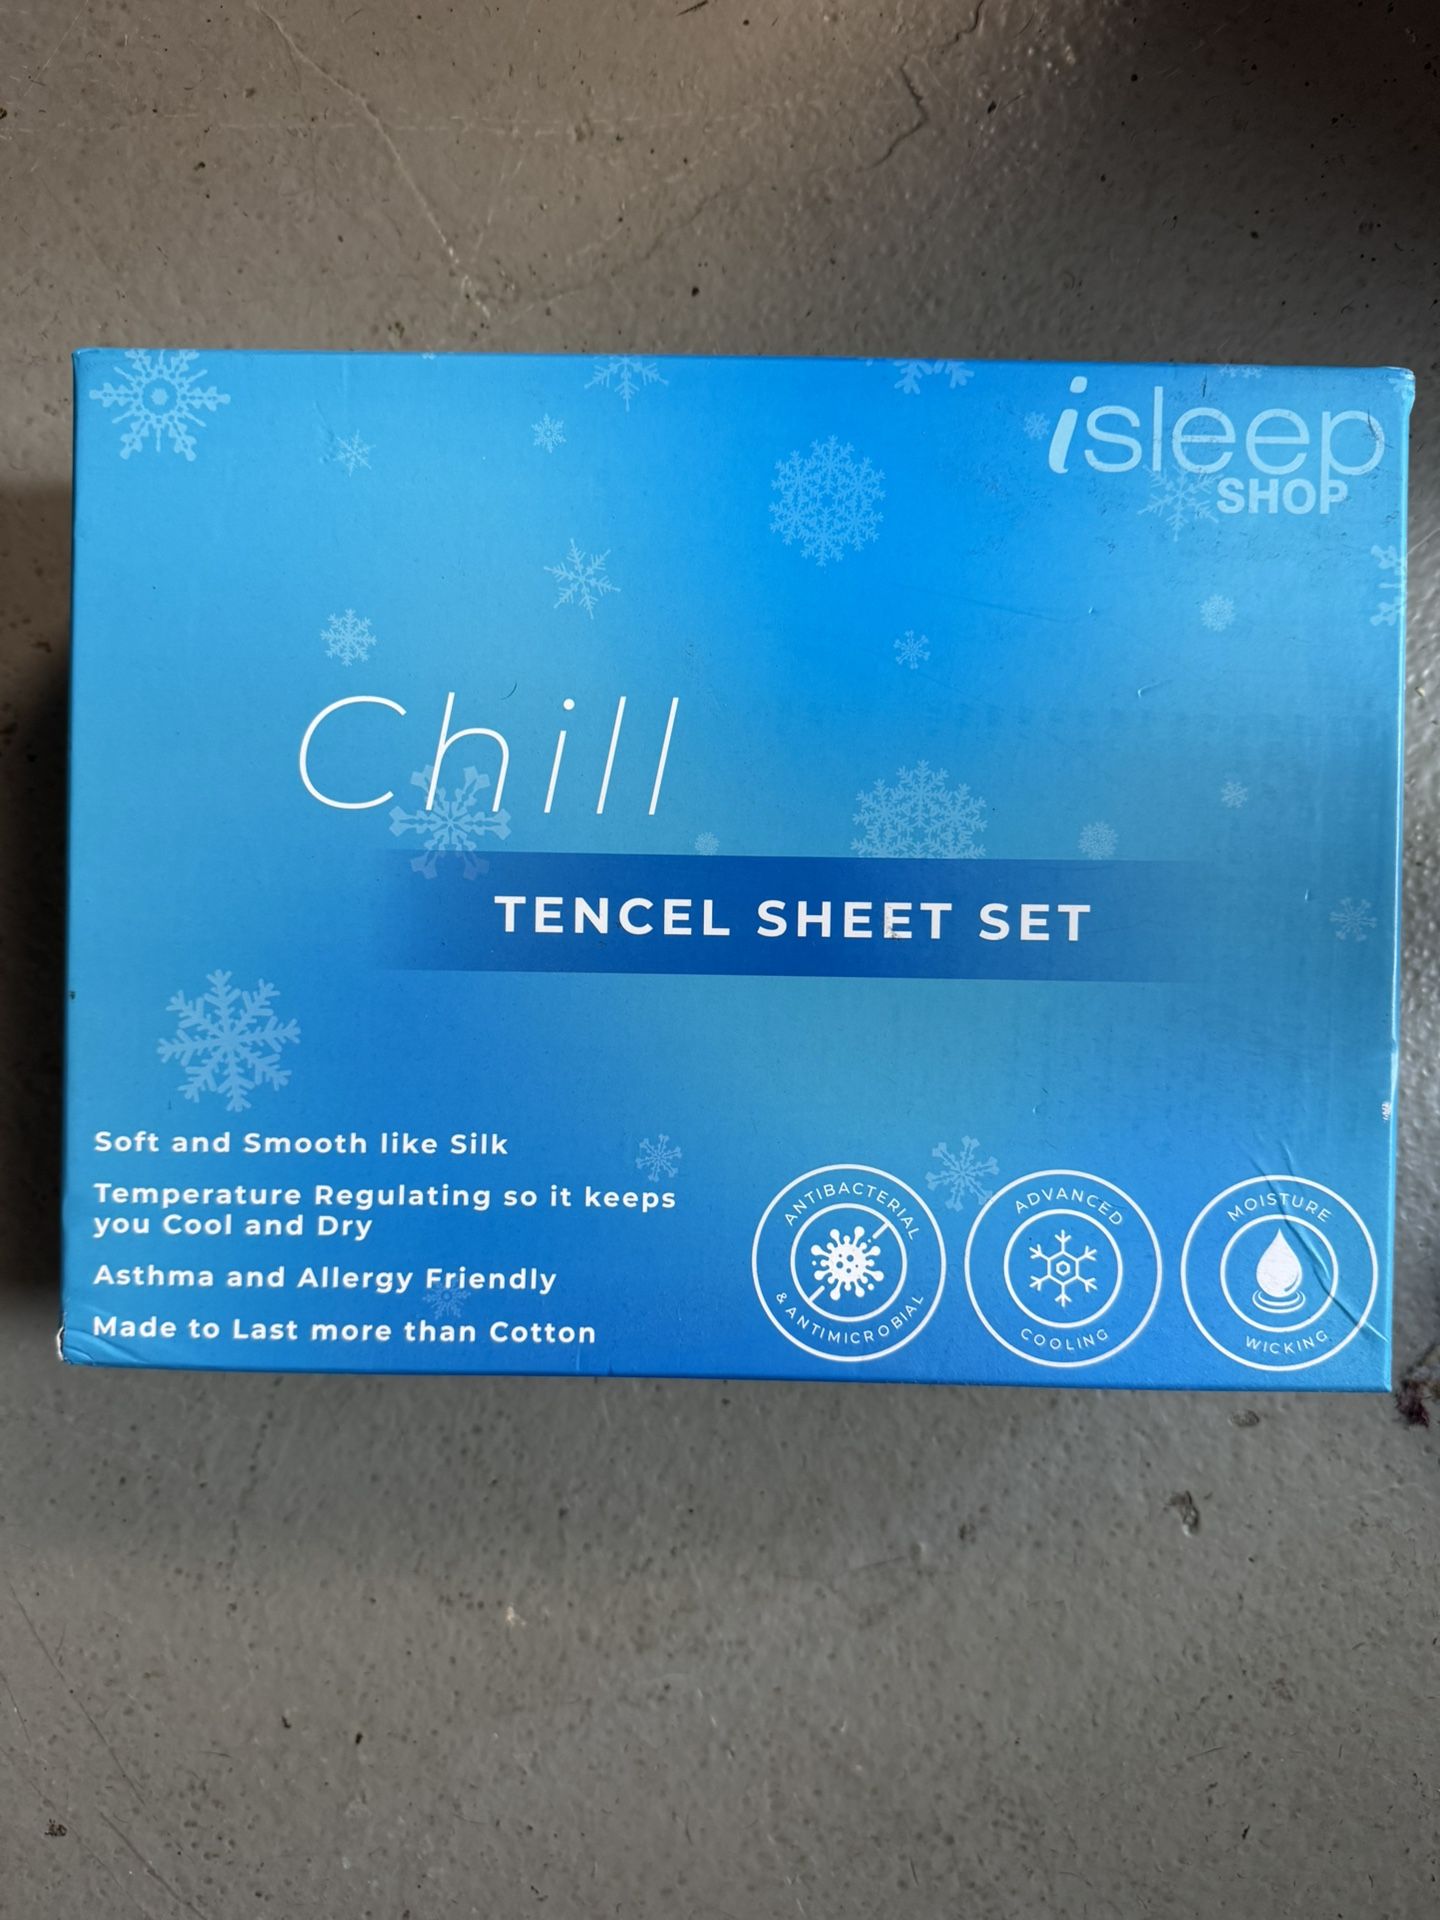 isleep
SHOP
Chill
TENCEL SHEET SET
Soft and Smooth like Silk
Temperature Regulating so it keeps
you Cool and Dry
Asthma and Allergy Friendly
Made to Last more than Cotton
ANTIBACTERIAL
& ANTIMICROBIAL
ADVANCED
COOLING
MOISTURE
WICKING